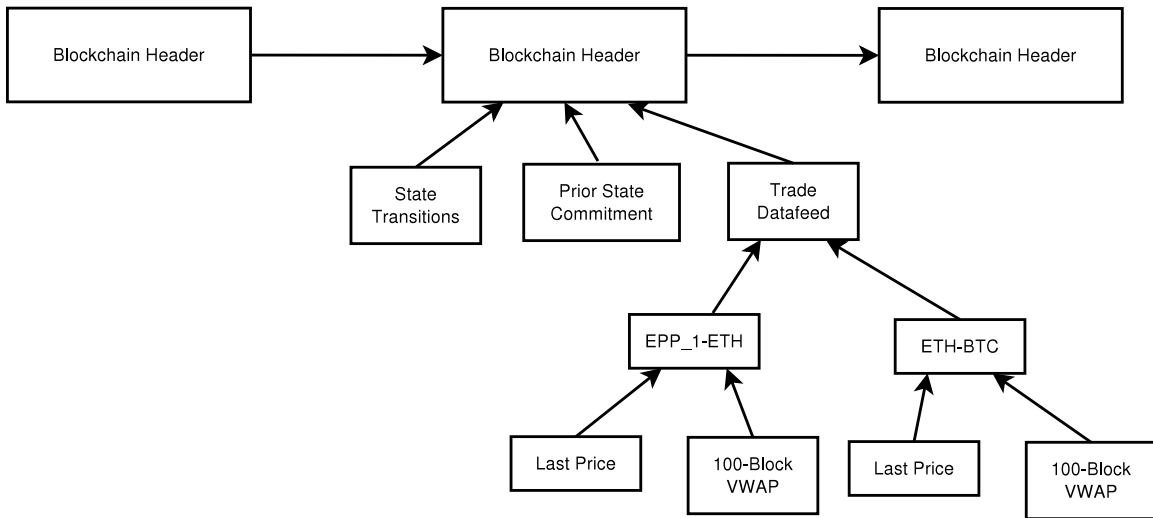 Blockchain Header
Blockchain Header
Blockchain Header
State
Transitions
Prior State
Commitment
Trade
Datafeed
EPP_1-ETH
ETH-BTC
Last Price
100-Block
VWAP
Last Price
100-Block
VWAP